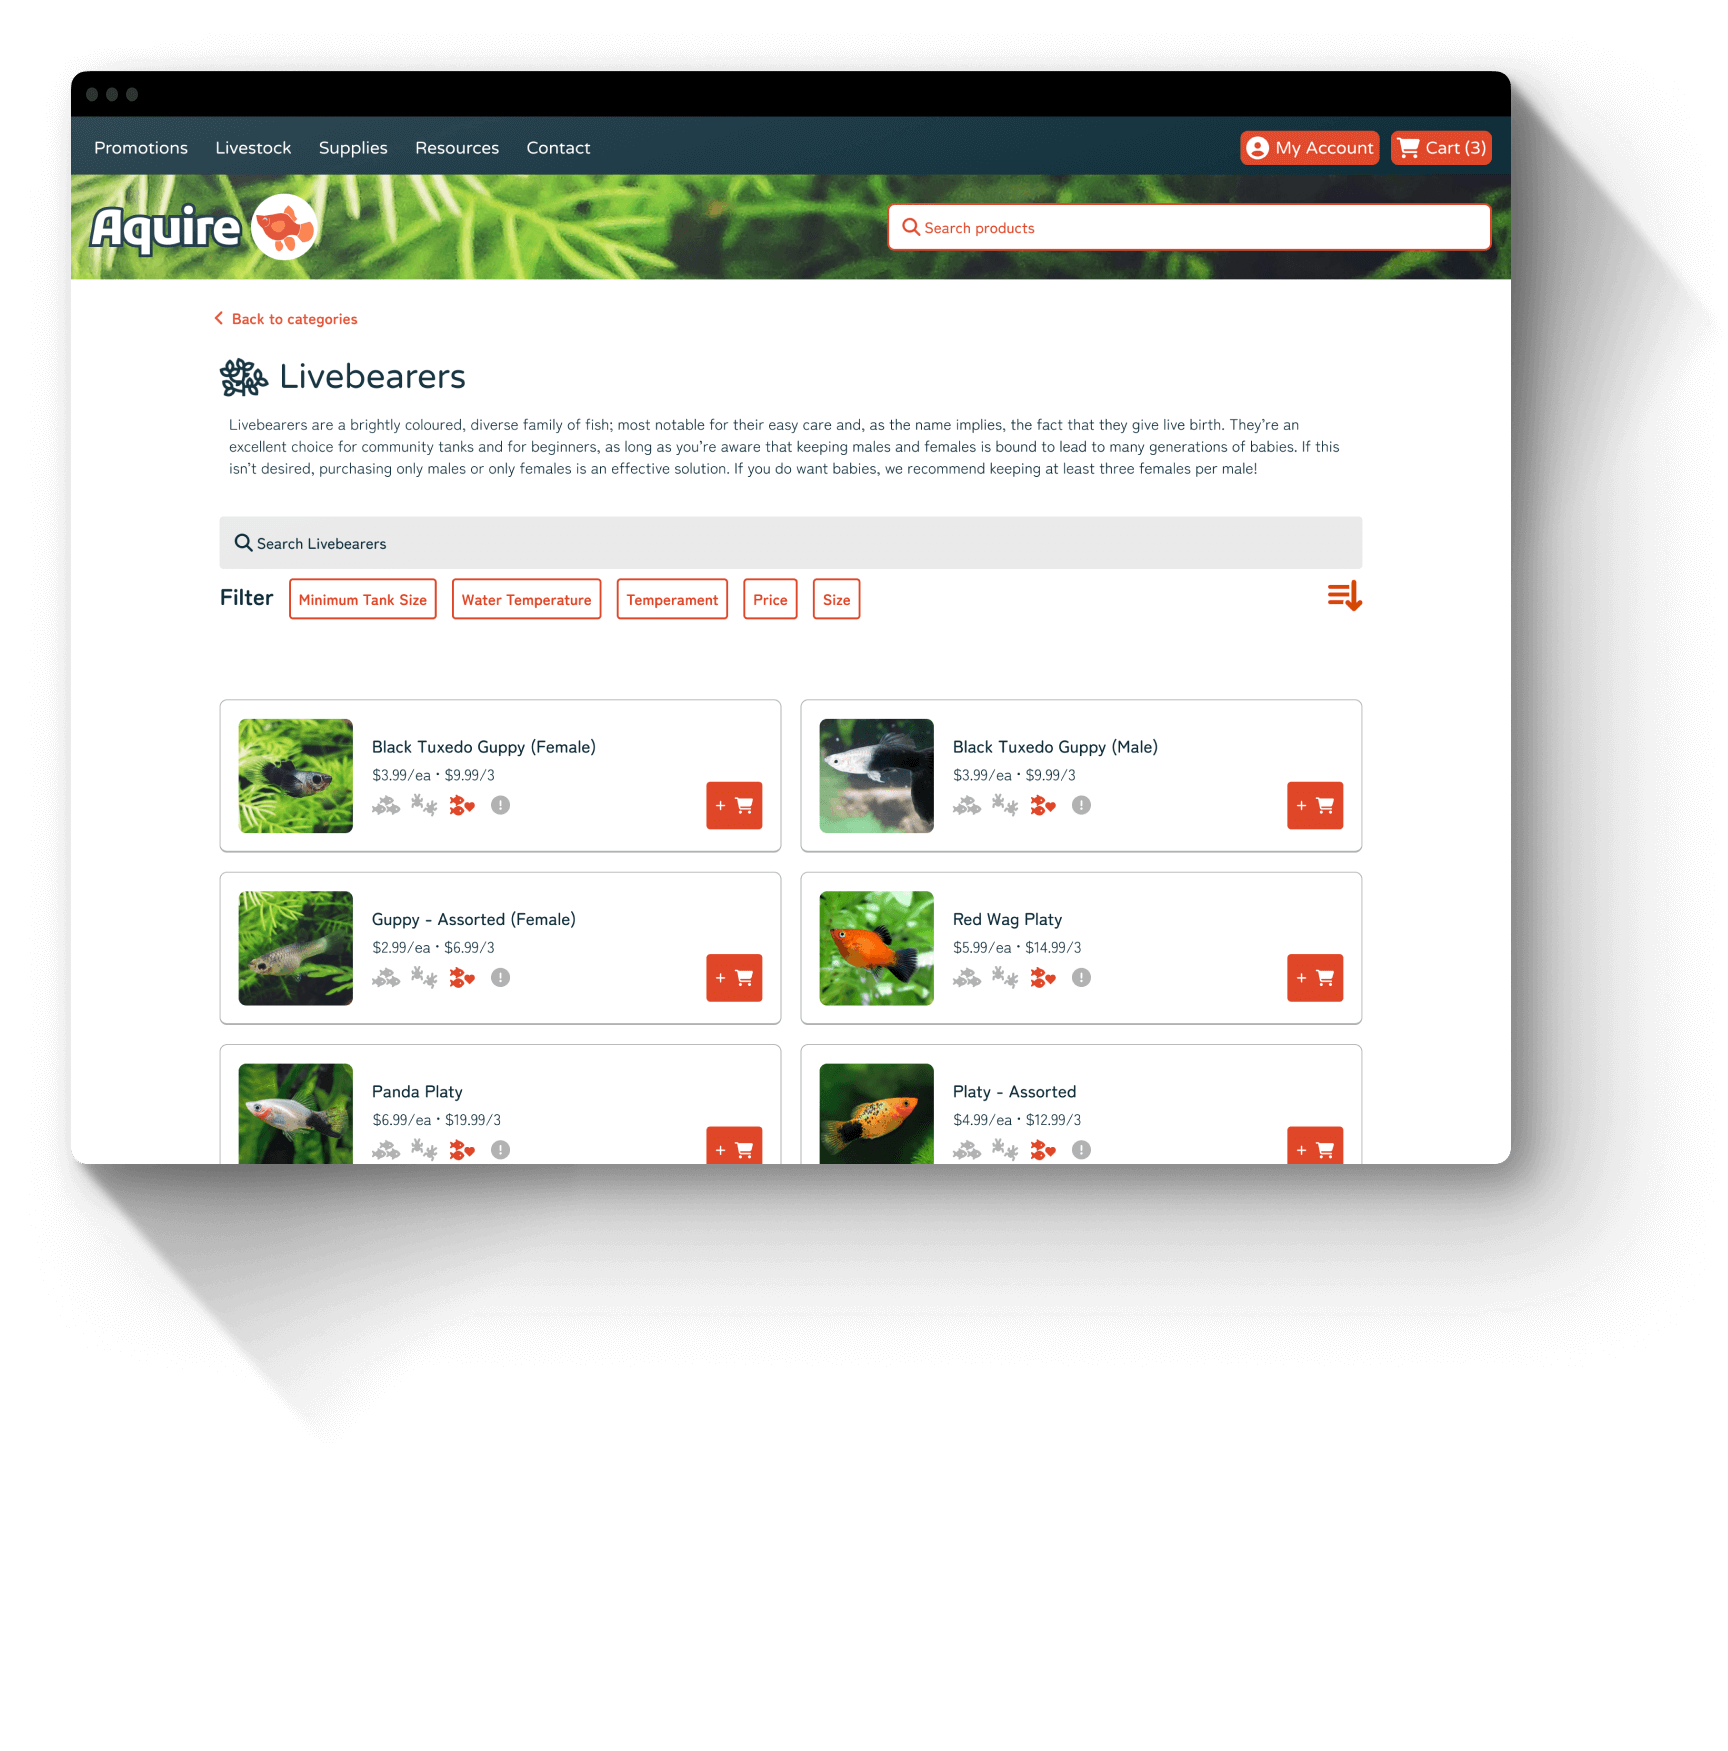 Promotions Livestock Supplies Resources Contact My Account Cart (3)
Aquire Search products
Back to categories
Livebearers
Livebearers are a brightly coloured, diverse family of fish; most notable for their easy care and, as the name implies, the fact that they give live birth. They're an
excellent choice for community tanks and for beginners, as long as you're aware that keeping males and females is bound to lead to many generations of babies. If this
isn't desired, purchasing only males or only females is an effective solution. If you do want babies, we recommend keeping at least three females per male!
Search Livebearers
Filter Minimum Tank Size Water Temperature Temperament Price Size
Black Tuxedo Guppy (Female)
$3.99/ea • $9.99/3
+
Black Tuxedo Guppy (Male)
$3.99/ea • $9.99/3
+
Guppy - Assorted (Female)
$2.99/ea • $6.99/3
+
Red Wag Platy
$5.99/ea • $14.99/3
+
Panda Platy
$6.99/ea • $19.99/3
+
Platy - Assorted
$4.99/ea • $12.99/3
+